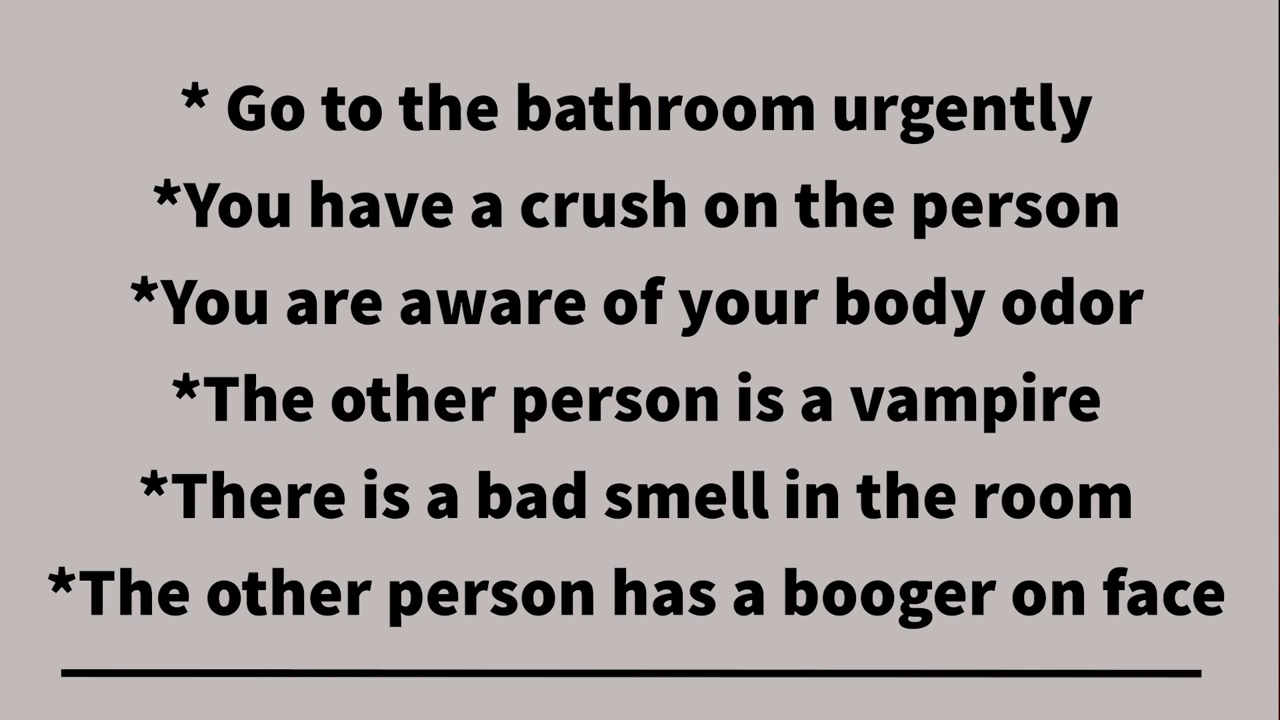 * Go to the bathroom urgently
*You have a crush on the person
*You are aware of your body odor
*The other person is a vampire
*There is a bad smell in the room
*The other person has a booger on face